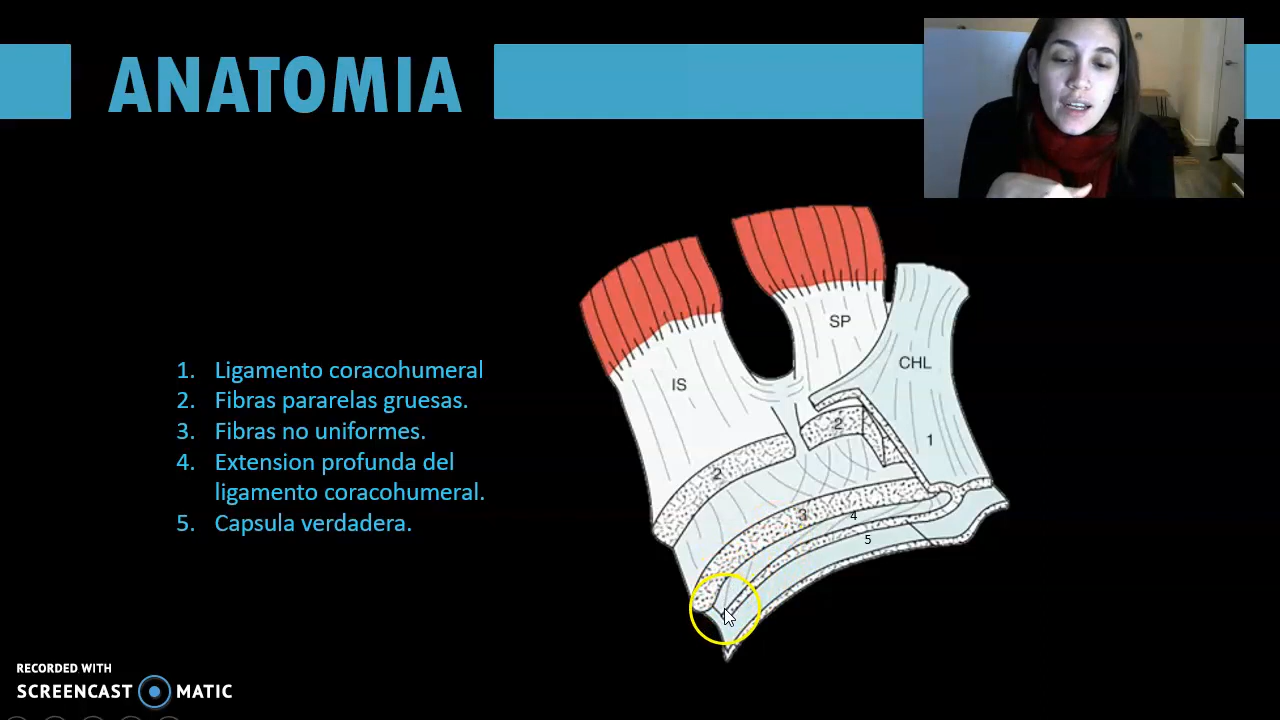 ANATOMIA
1. Ligamento coracohumeral
2. Fibras pararelas gruesas.
3. Fibras no uniformes.
4. Extension profunda del
ligamento coracohumeral.
5. Capsula verdadera.
SP
IS
CHL
2
1
2
3
4
5
RECORDED WITH
SCREENCAST MATIC